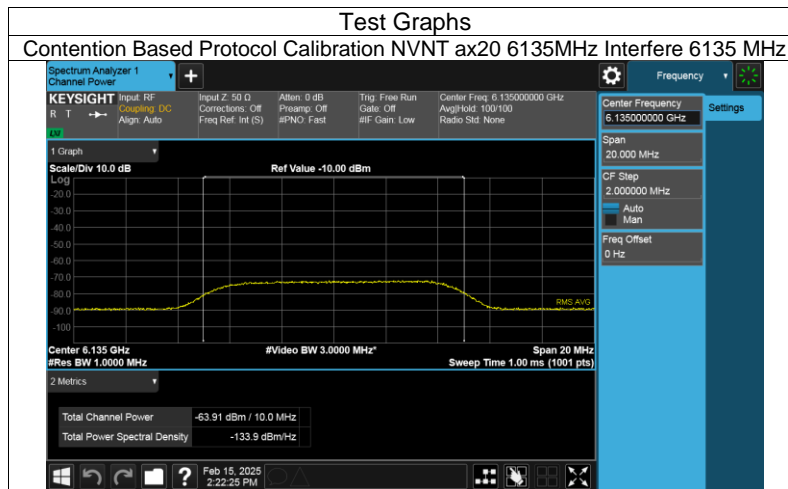 Test Graphs
Contention Based Protocol Calibration NVNT ax20 6135MHz Interfere 6135 MHz
Spectrum Analyzer 1
Channel Power
+
Frequency
KEYSIGHT
R T
LXI
Input: RF
Coupling: DC
Align: Auto
Input Z: 50 Ω
Corrections: Off
Freq Ref: Int (S)
Atten: 0 dB
Preamp: Off
#PNO: Fast
Trig: Free Run
Gate: Off
#IF Gain: Low
Center Freq: 6.135000000 GHz
Avg|Hold: 100/100
Radio Std: None
Center Frequency
6.135000000 GHz
Settings
Span
20.000 MHz
CF Step
2.000000 MHz
Auto
Man
Freq Offset
0 Hz
1 Graph
Scale/Div 10.0 dB
Ref Value -10.00 dBm
Log
-20.0
-30.0
-40.0
-50.0
-60.0
-70.0
-80.0
-90.0
-100
RMS AVG
Center 6.135 GHz
#Video BW 3.0000 MHz*
Span 20 MHz
#Res BW 1.0000 MHz
Sweep Time 1.00 ms (1001 pts)
2 Metrics
Total Channel Power -63.91 dBm / 10.0 MHz
Total Power Spectral Density -133.9 dBm/Hz
?
Feb 15, 2025
2:22:25 PM